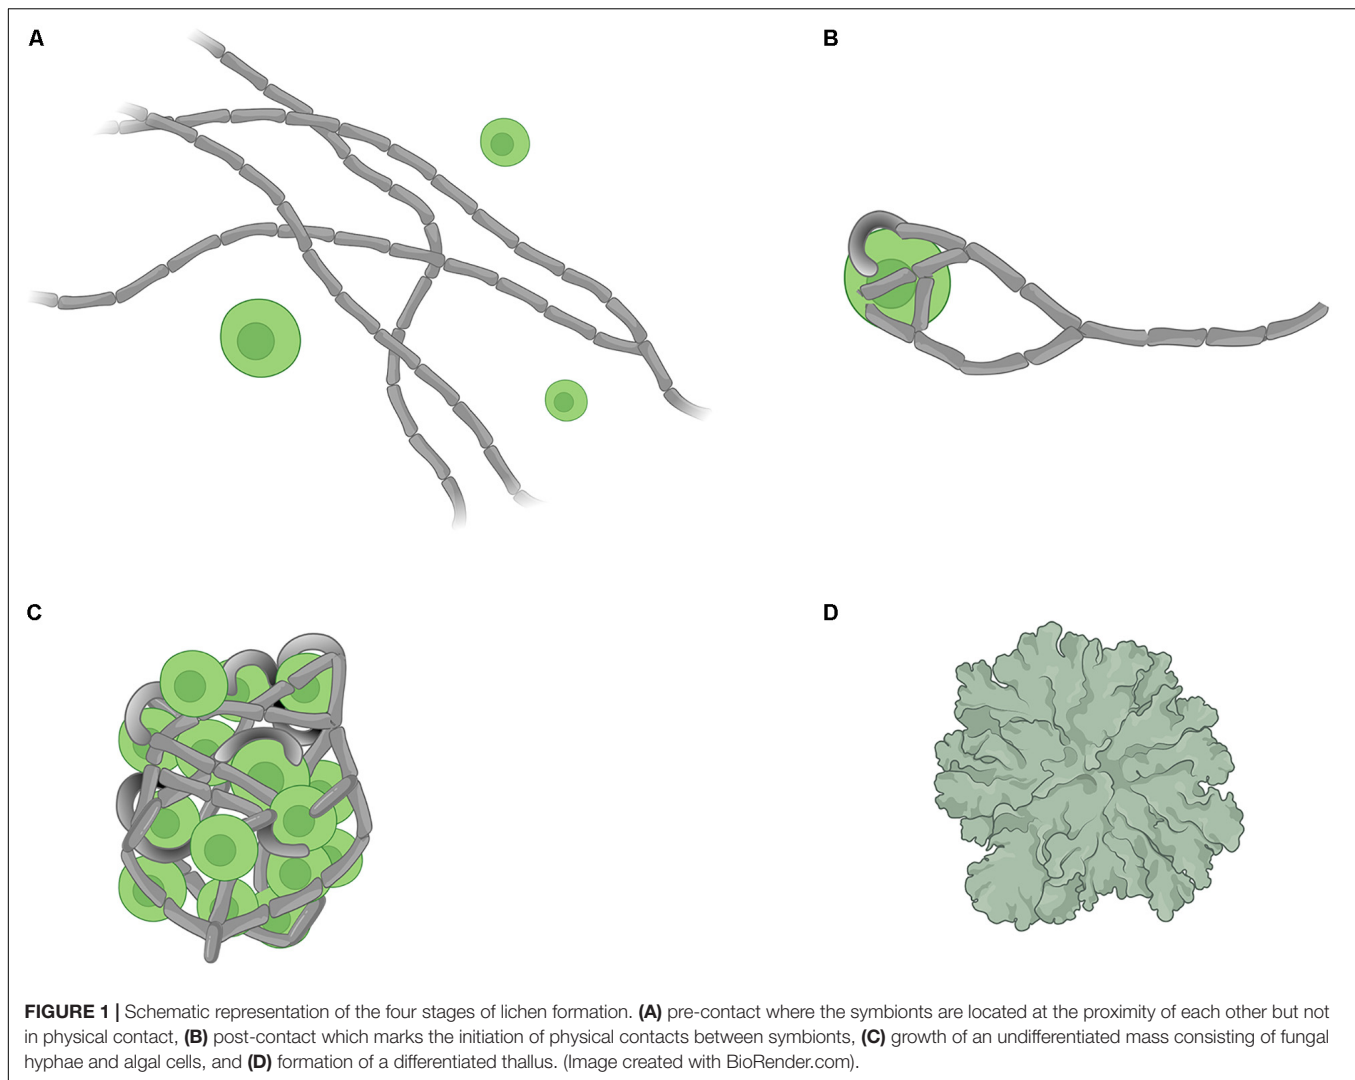 A
B
C
D
FIGURE 1 | Schematic representation of the four stages of lichen formation. (A) pre-contact where the symbionts are located at the proximity of each other but not
in physical contact, (B) post-contact which marks the initiation of physical contacts between symbionts, (C) growth of an undifferentiated mass consisting of fungal
hyphae and algal cells, and (D) formation of a differentiated thallus. (Image created with BioRender.com).